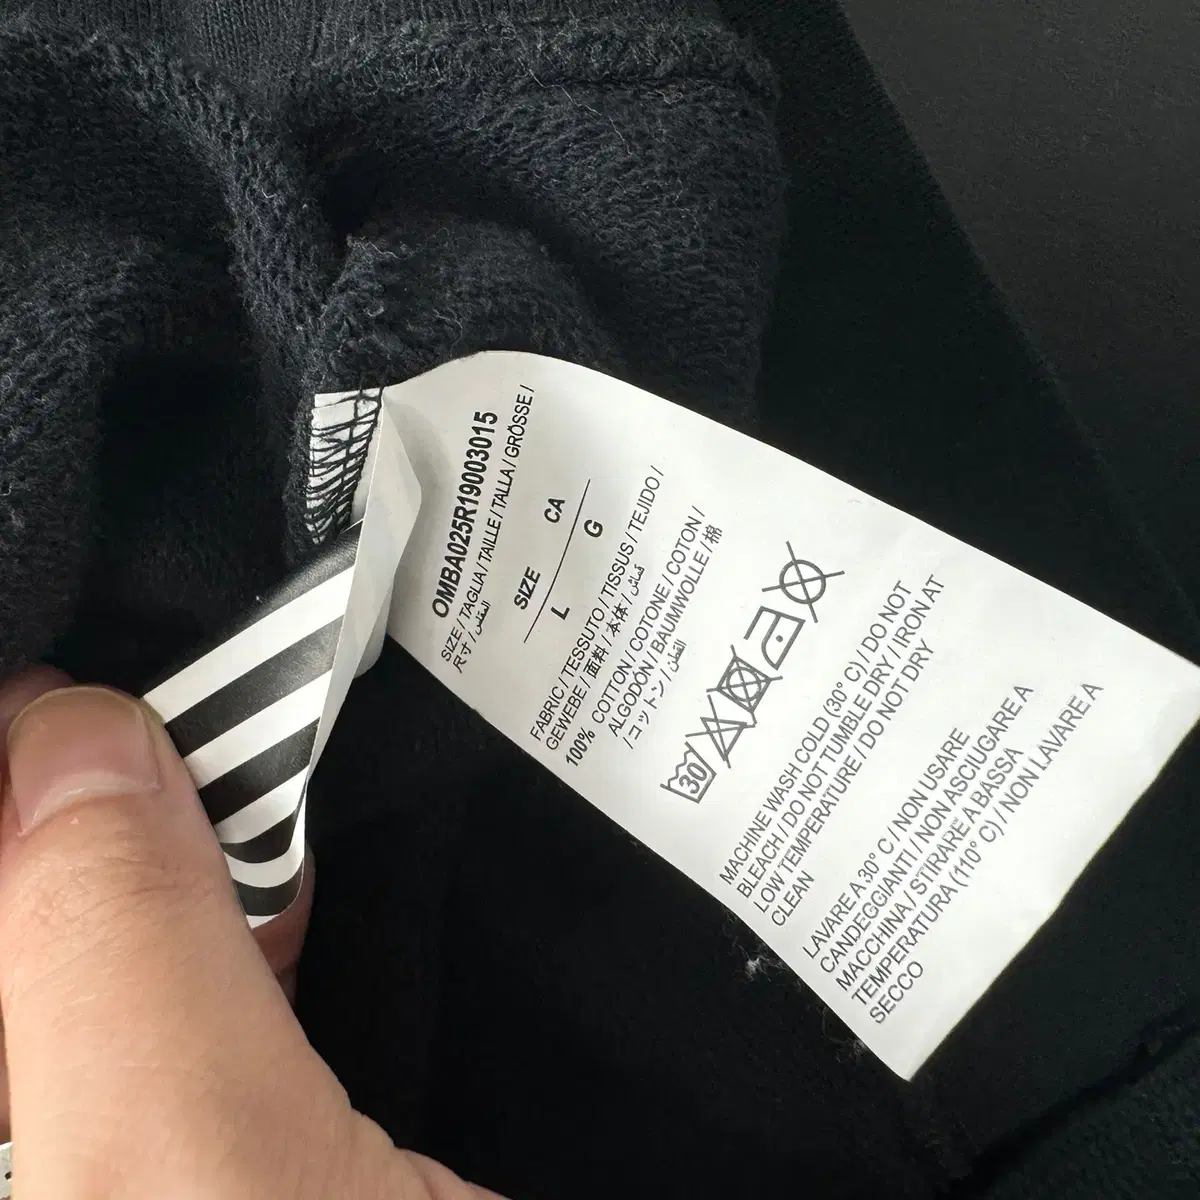 OMBA025R19003015
SIZE / TAGLIA / TAILLE / TALLA / GRÖSSE /
尺寸 / المقاس
SIZE CA
L G
FABRIC / TESSUTO / TISSUS / TEJIDO /
GEWEBE / 面料 / 本体 / قماش
100% COTTON / COTONE / COTON /
ALGODÓN / BAUMWOLLE / 棉
/ コットン / القطن
30
MACHINE WASH COLD (30° C) / DO NOT
BLEACH / DO NOT TUMBLE DRY / IRON AT
LOW TEMPERATURE / DO NOT DRY
CLEAN
LAVARE A 30° C / NON USARE
CANDEGGIANTI / NON ASCIUGARE A
MACCHINA / STIRARE A BASSA
TEMPERATURA (110° C) / NON LAVARE A
SECCO